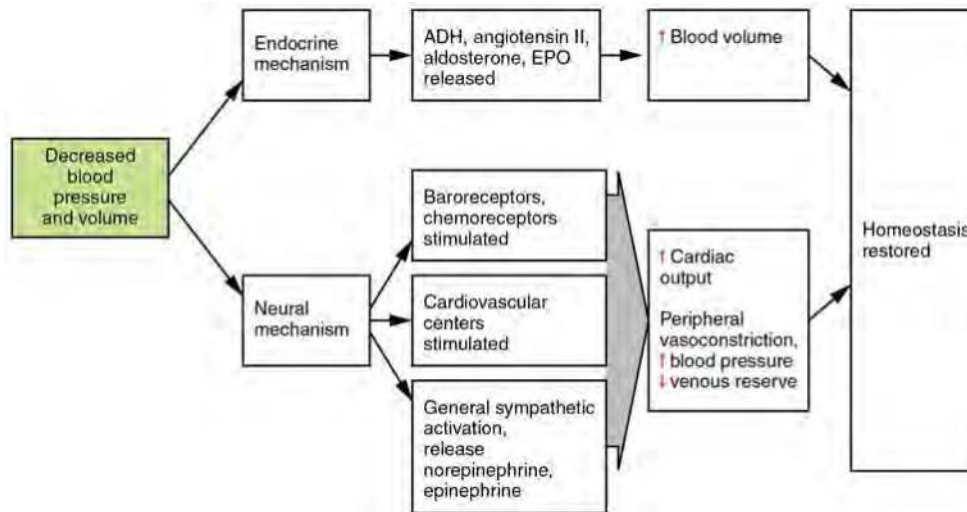 Decreased
blood
pressure
and volume
Endocrine
mechanism
ADH, angiotensin II,
aldosterone, EPO
released
↑ Blood volume
Neural
mechanism
Baroreceptors,
chemoreceptors
stimulated
Cardiovascular
centers
stimulated
General sympathetic
activation,
release
norepinephrine,
epinephrine
↑ Cardiac
output
Peripheral
vasoconstriction,
↑ blood pressure
↓ venous reserve
Homeostasis
restored